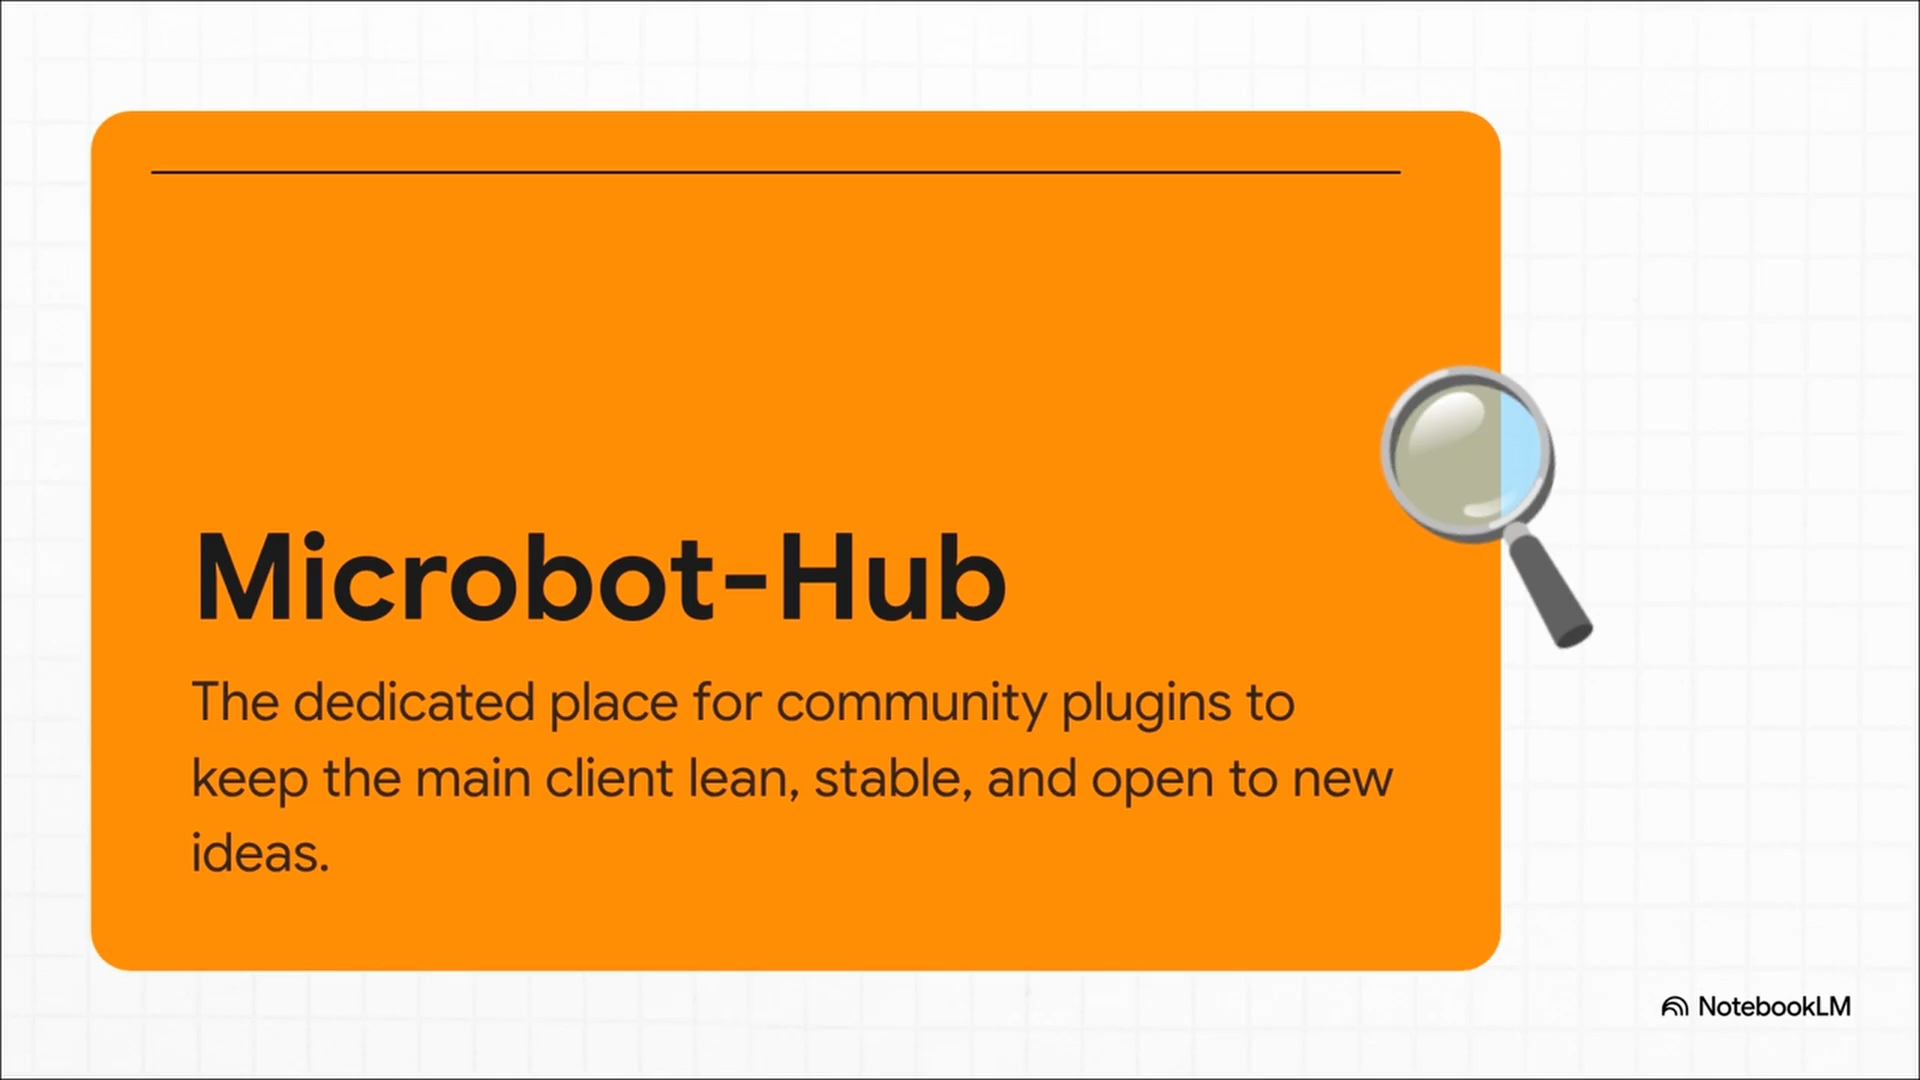 Microbot-Hub
The dedicated place for community plugins to
keep the main client lean, stable, and open to new
ideas.
NotebookLM